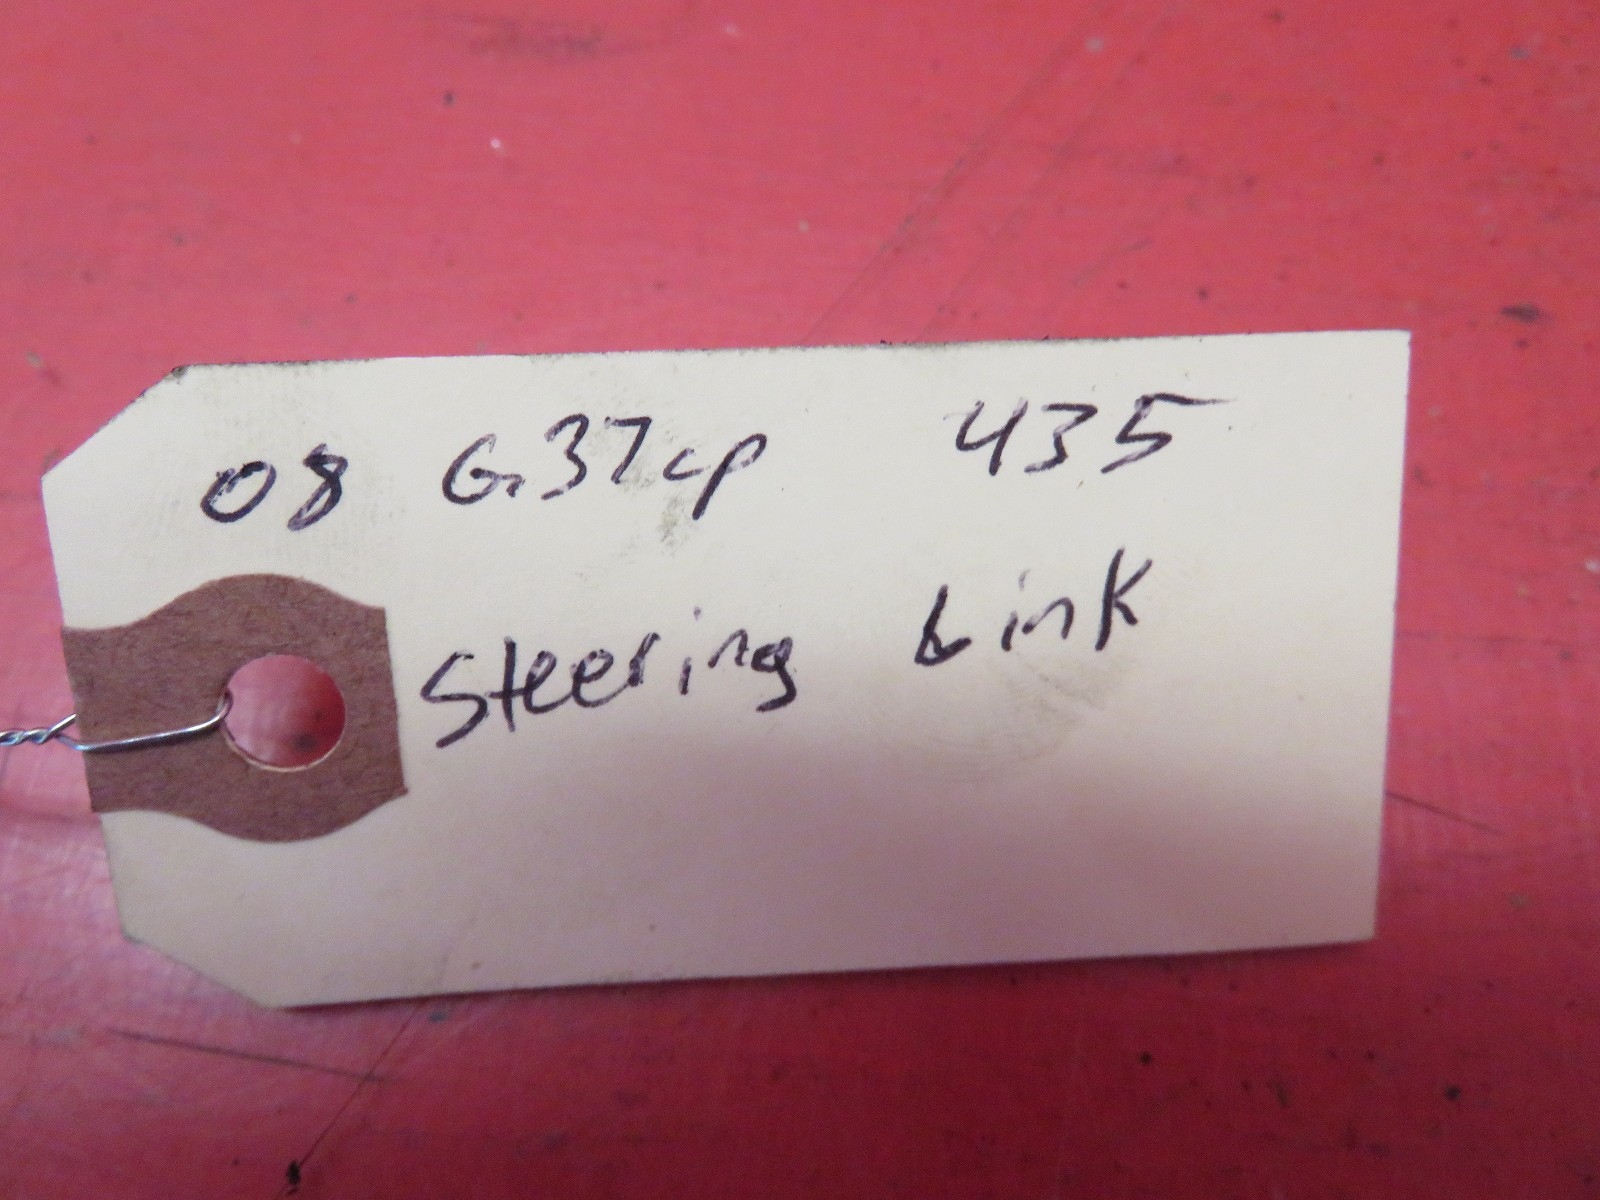 08 G37cp 435
Steering Link